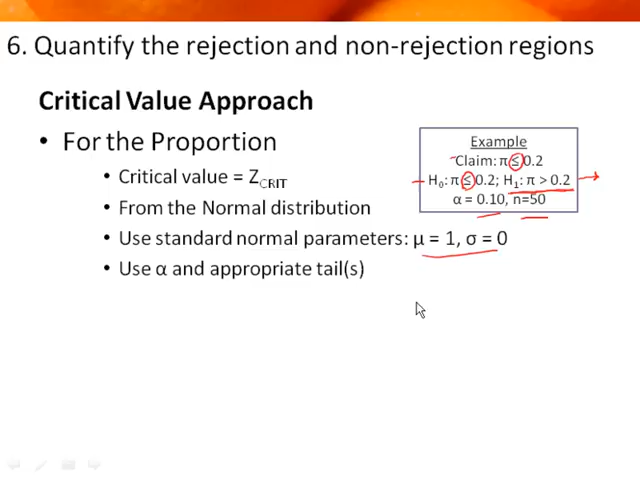 6. Quantify the rejection and non-rejection regions
Critical Value Approach
• For the Proportion
• Critical value = ZCRIT
• From the Normal distribution
• Use standard normal parameters: μ = 1, σ = 0
• Use α and appropriate tail(s)
Example
Claim: π ≤ 0.2
H0: π ≤ 0.2; H1: π > 0.2
α = 0.10, n=50